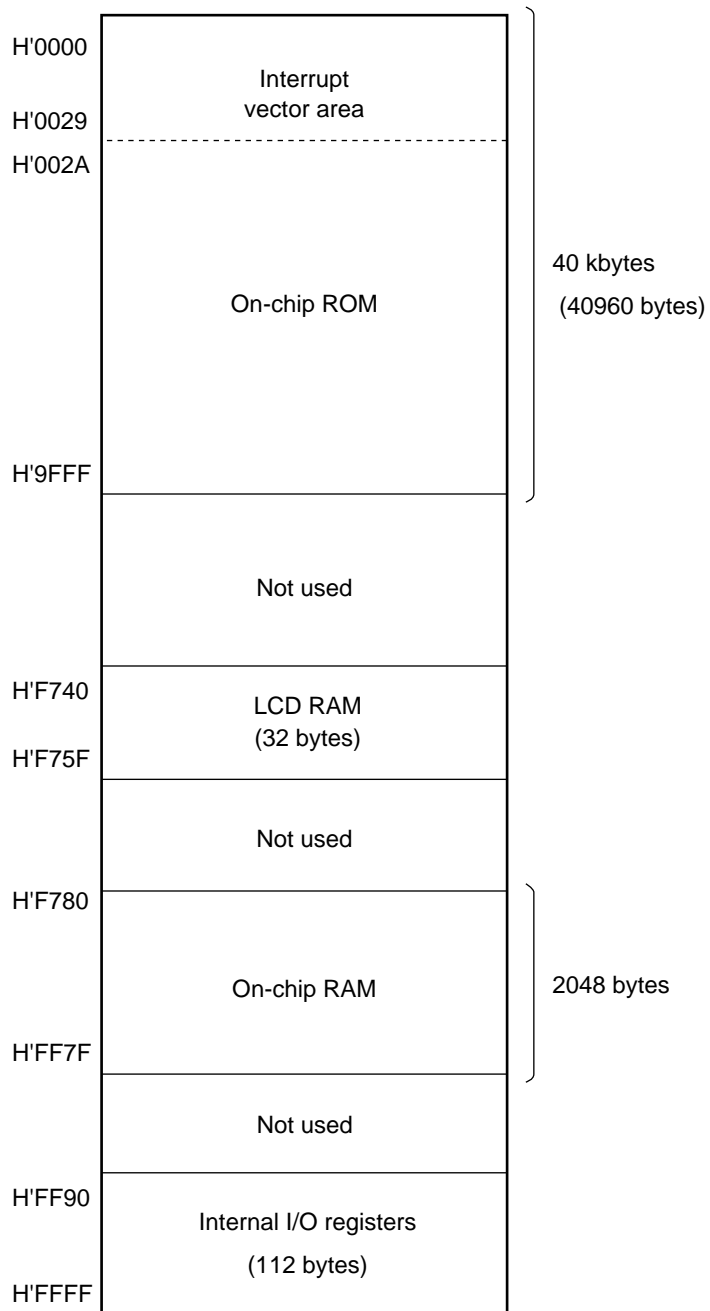 H'0000
Interrupt
vector area
H'0029
H'002A
On-chip ROM
40 kbytes
(40960 bytes)
H'9FFF
Not used
H'F740
LCD RAM
(32 bytes)
H'F75F
Not used
H'F780
On-chip RAM
2048 bytes
H'FF7F
Not used
H'FF90
Internal I/O registers
(112 bytes)
H'FFFF